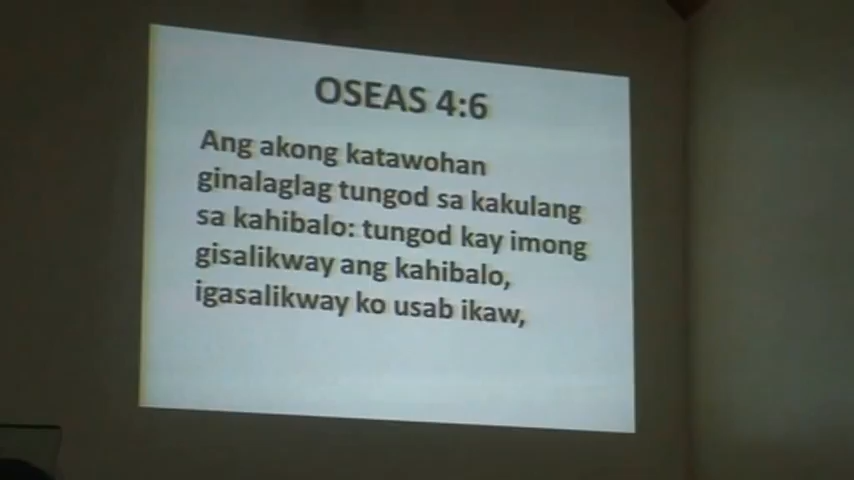 OSEAS 4:6
Ang akong katawohan
ginalaglag tungod sa kakulang
sa kahibalo: tungod kay imong
gisalikway ang kahibalo,
igasalikway ko usab ikaw,